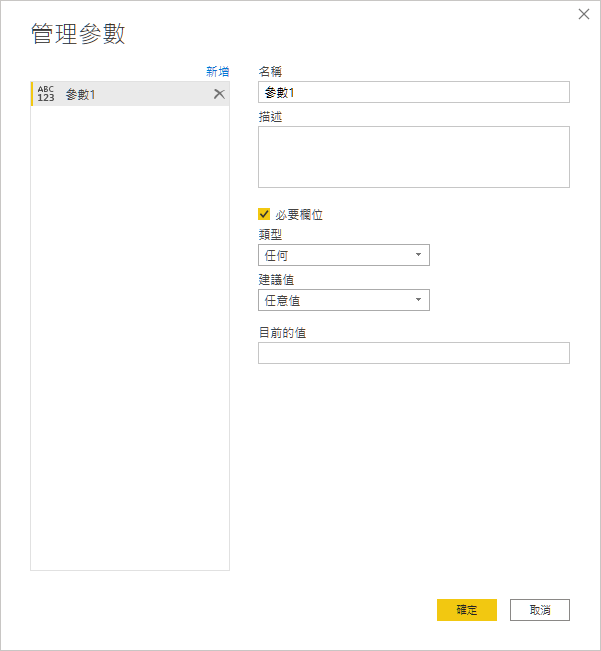 管理參數
新增
ABC
123
參數1
名稱
參數1
描述
必要欄位
類型
任何
建議值
任意值
目前的值
確定
取消